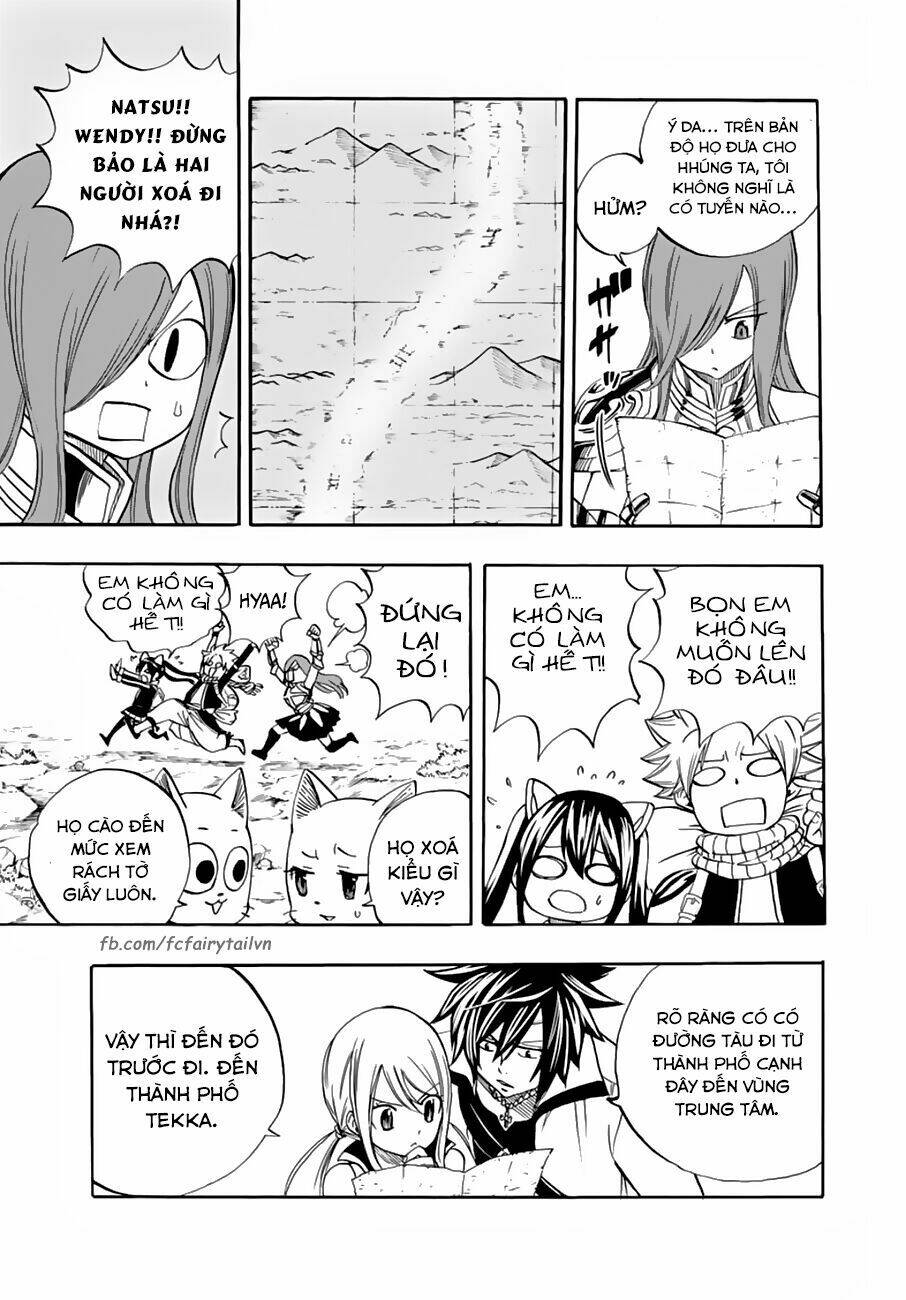 Ý DA... TRÊN BẢN
ĐỘ HỌ ĐƯA CHO
HHÚNG TA, TÔI
KHÔNG NGHĨ LÀ
CÓ TUYẾN NÀO...
HỬM?
NATSU!!
WENDY!! ĐỪNG
BẢO LÀ HAI
NGƯỜI XOÁ ĐI
NHÁ?!
BỌN EM
KHÔNG
MUỐN LÊN
ĐÓ ĐÂU!!
EM...
KHÔNG
CÓ LÀM
GÌ HẾ T!!
ĐỨNG
LẠI
ĐÓ!
HYAA!
EM KHÔNG
CÓ LÀM GÌ
HẾ T!!
HỌ XOÁ
KIỂU GÌ
VẬY?
HỌ CÀO ĐẾN
MỨC XEM
RÁCH TỜ
GIẤY LUÔN.
fb.com/fcfairytailvn
RÕ RÀNG CÓ CÓ
ĐƯỜNG TÀU ĐI TỪ
THÀNH PHỐ CẠNH
ĐÂY ĐẾN VÙNG
TRUNG TÂM.
VẬY THÌ ĐẾN ĐÓ
TRƯỚC ĐI. ĐẾN
THÀNH PHỐ
TEKKA.